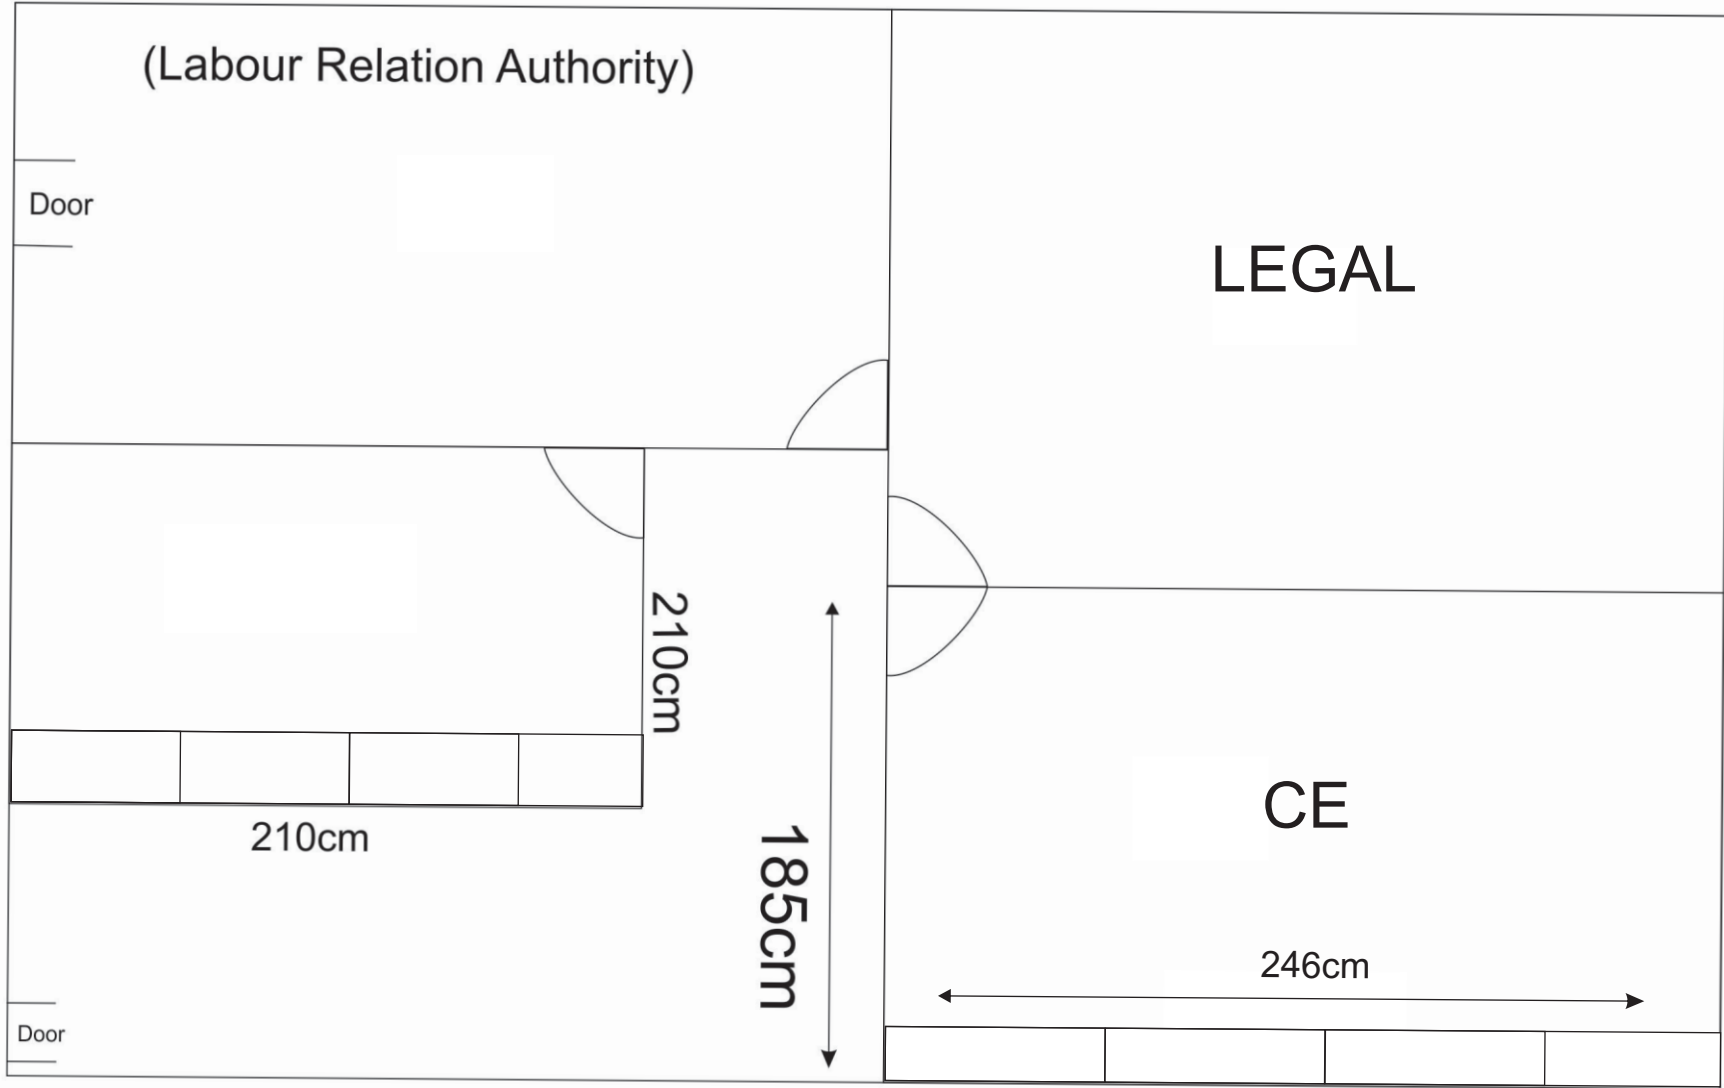 (Labour Relation Authority)
Door
LEGAL
210cm
210cm
185cm
CE
246cm
Door